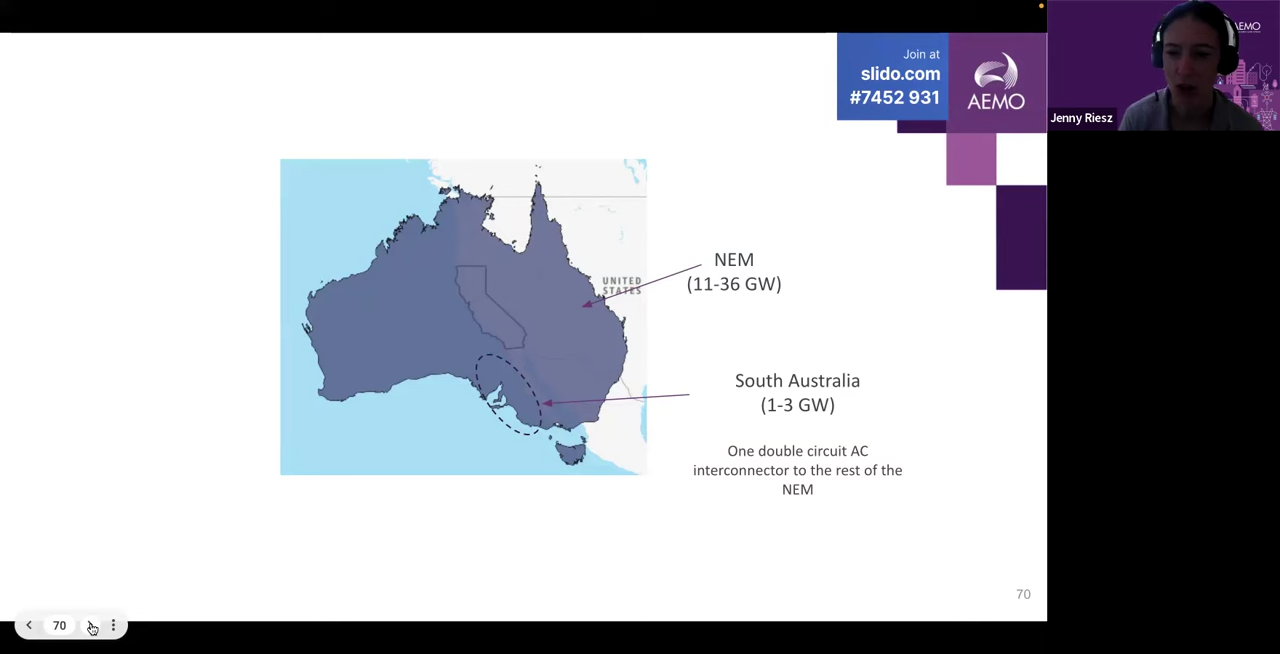 Join at
slido.com
#7452 931
AEMO
AEMO
Jenny Riesz
NEM
(11-36 GW)
UNITED
STATES
South Australia
(1-3 GW)
One double circuit AC
interconnector to the rest of the
NEM
70
70